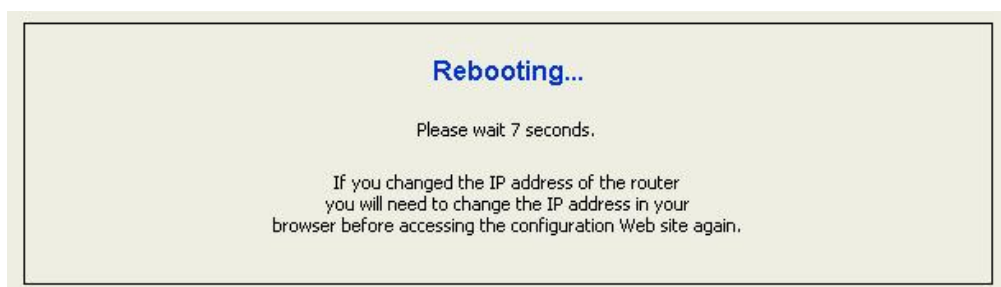 Rebooting...
Please wait 7 seconds.
If you changed the IP address of the router
you will need to change the IP address in your
browser before accessing the configuration Web site again.